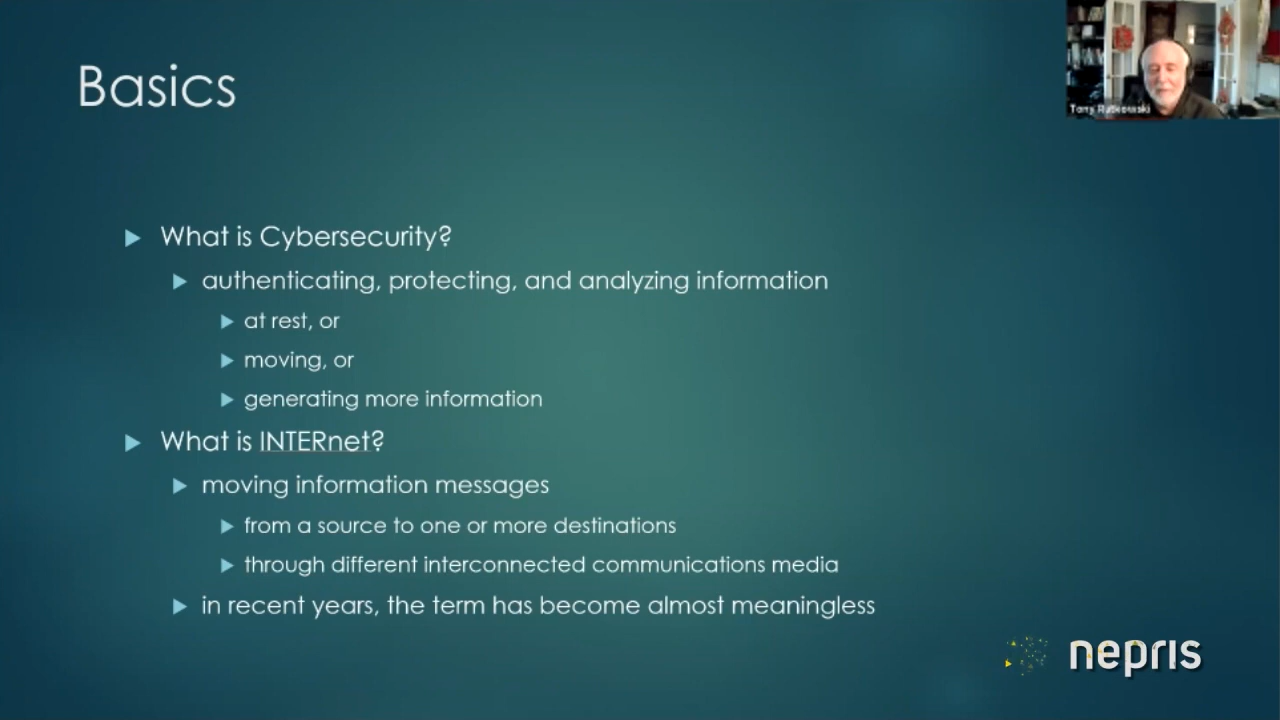 Basics
Tony Rutkowski
What is Cybersecurity?
authenticating, protecting, and analyzing information
at rest, or
moving, or
generating more information
What is INTERnet?
moving information messages
from a source to one or more destinations
through different interconnected communications media
in recent years, the term has become almost meaningless
nepris